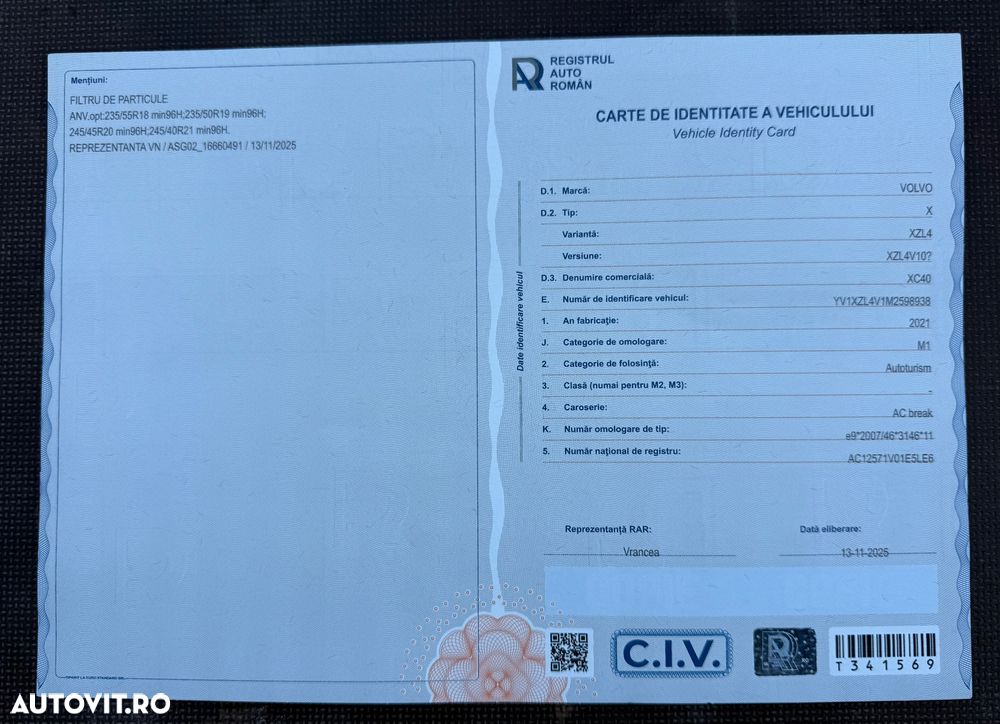 Mențiuni:
FILTRU DE PARTICULE
ANV.opt:235/55R18 min96H;235/50R19 min96H;
245/45R20 min96H;245/40R21 min96H.
REPREZENTANTA VN / ASG02_16660491 / 13/11/2025
REGISTRUL
AUTO
ROMÂN
CARTE DE IDENTITATE A VEHICULULUI
Vehicle Identity Card
Date identificare vehicul
D.1. Marcă: VOLVO
D.2. Tip: X
Variantă: XZL4
Versiune: XZL4V10?
D.3. Denumire comercială: XC40
E. Număr de identificare vehicul: YV1XZL4V1M2598938
1. An fabricație: 2021
J. Categorie de omologare: M1
2. Categorie de folosință: Autoturism
3. Clasă (numai pentru M2, M3): -
4. Caroserie: AC break
K. Număr omologare de tip: e9*2007/46*3146*11
5. Număr național de registru: AC12571V01E5LE6
Reprezentanță RAR: Dată eliberare:
Vrancea 13-11-2025
C.I.V.
T341569
AUTOVIT.RO